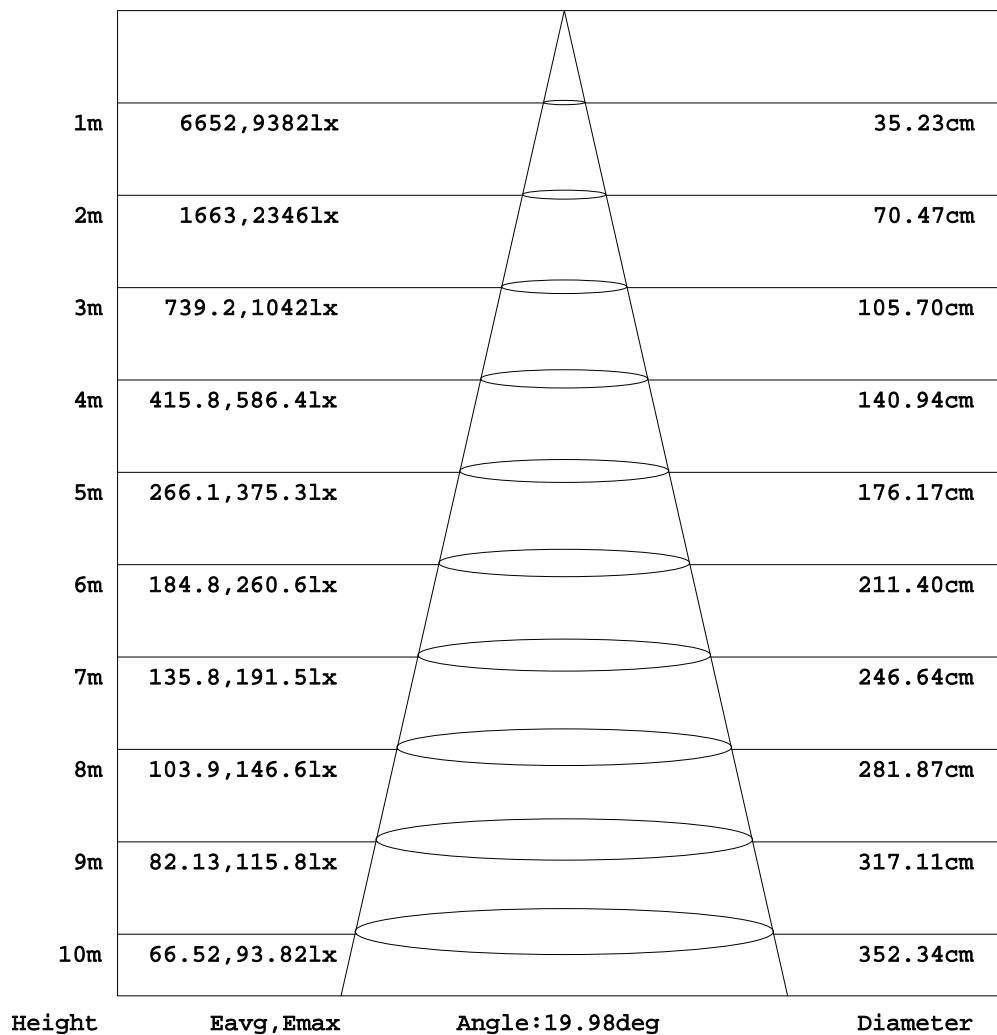 1m 6652,9382lx 35.23cm
2m 1663,2346lx 70.47cm
3m 739.2,1042lx 105.70cm
4m 415.8,586.4lx 140.94cm
5m 266.1,375.3lx 176.17cm
6m 184.8,260.6lx 211.40cm
7m 135.8,191.5lx 246.64cm
8m 103.9,146.6lx 281.87cm
9m 82.13,115.8lx 317.11cm
10m 66.52,93.82lx 352.34cm
Height Eavg,Emax Angle:19.98deg Diameter